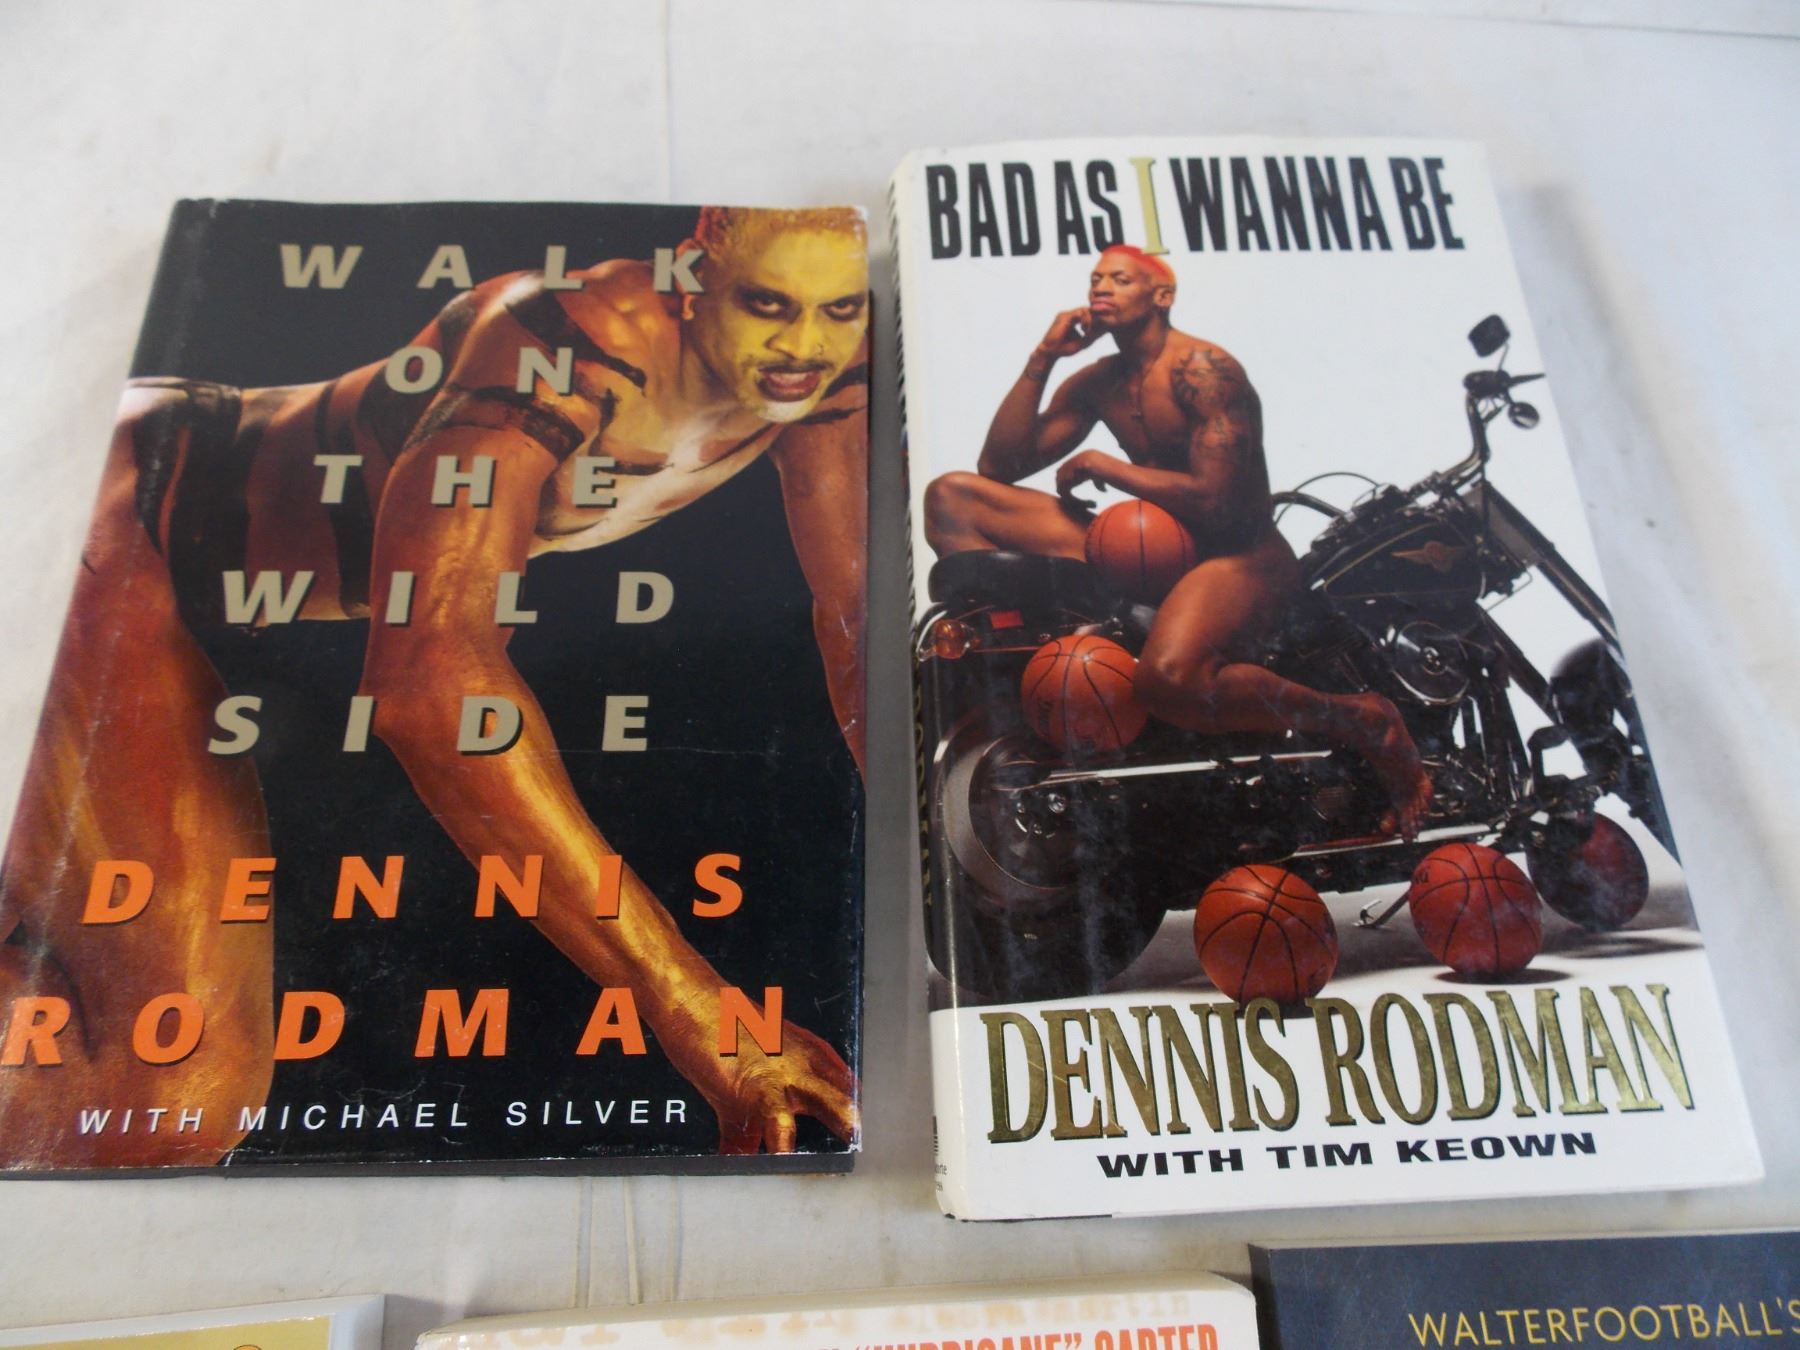 WALK
ON
THE
WILD
SIDE
DENNIS
RODMAN
WITH MICHAEL SILVER
BAD AS I WANNA BE
DENNIS RODMAN
WITH TIM KEOWN
"HURRICANE" CARTER
WALTERFOOTBALL'S